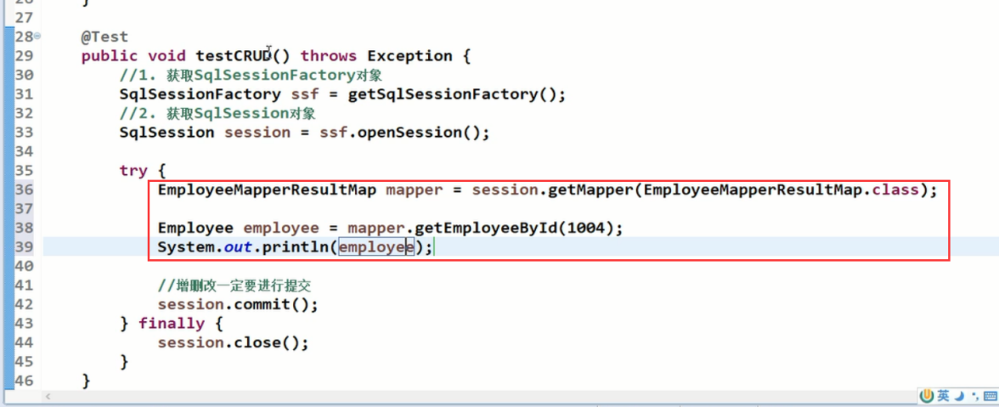 27
28 @Test
29 public void testCRUD() throws Exception {
30 //1. 获取SqlSessionFactory对象
31 SqlSessionFactory ssf = getSqlSessionFactory();
32 //2. 获取SqlSession对象
33 SqlSession session = ssf.openSession();
34
35 try {
36 EmployeeMapperResultMap mapper = session.getMapper(EmployeeMapperResultMap.class);
37
38 Employee employee = mapper.getEmployeeById(1004);
39 System.out.println(employee);
40
41 //增删改一定要进行提交
42 session.commit();
43 } finally {
44 session.close();
45 }
46 }
英